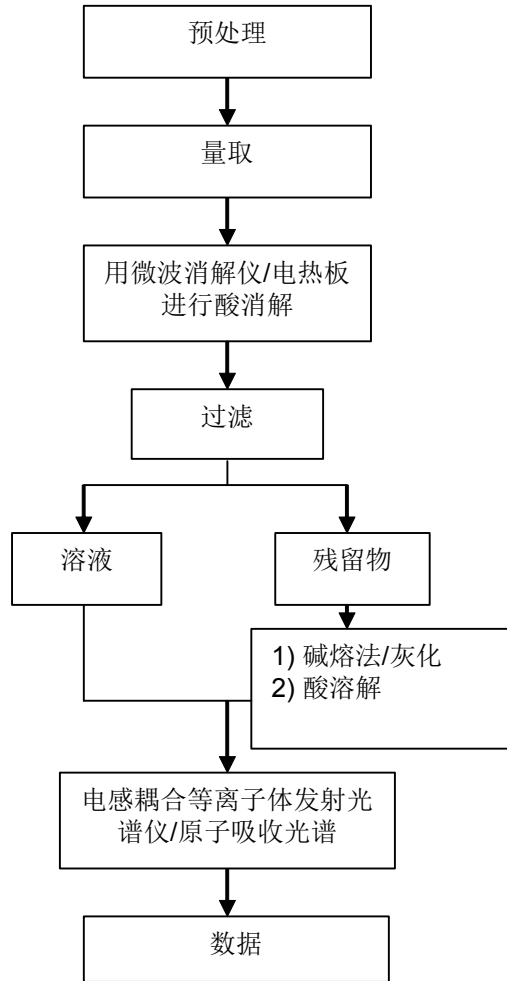 预处理
量取
用微波消解仪/电热板
进行酸消解
过滤
溶液
残留物
1) 碱熔法/灰化
2) 酸溶解
电感耦合等离子体发射光
谱仪/原子吸收光谱
数据